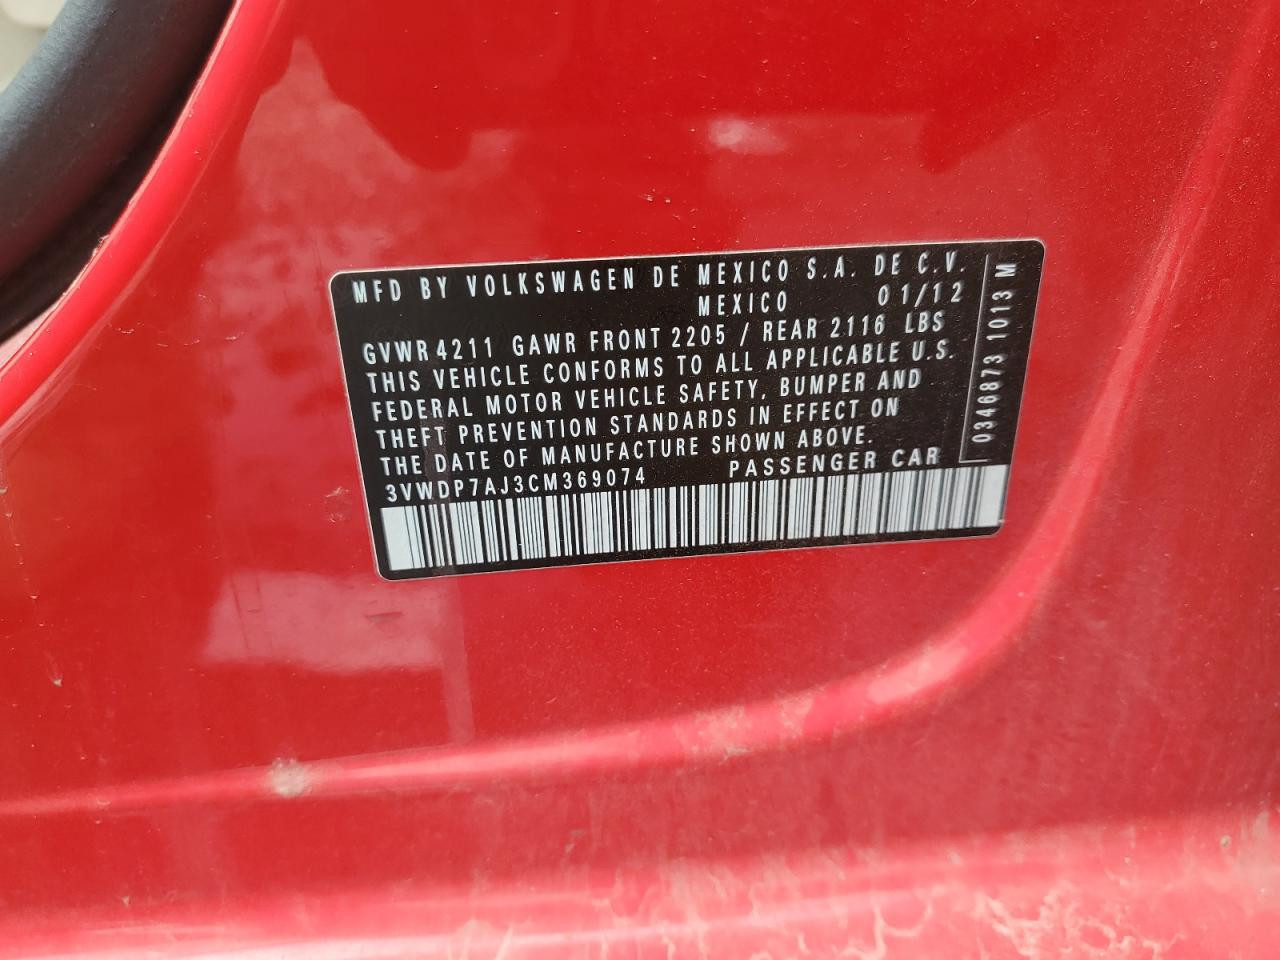 MFD BY VOLKSWAGEN DE MEXICO S.A. DE C.V.
MEXICO 01/12
GVWR 4211 GAWR FRONT 2205 / REAR 2116 LBS
THIS VEHICLE CONFORMS TO ALL APPLICABLE U.S.
FEDERAL MOTOR VEHICLE SAFETY, BUMPER AND
THEFT PREVENTION STANDARDS IN EFFECT ON
THE DATE OF MANUFACTURE SHOWN ABOVE.
3VWDP7AJ3CM369074 PASSENGER CAR
0346873 1013 M